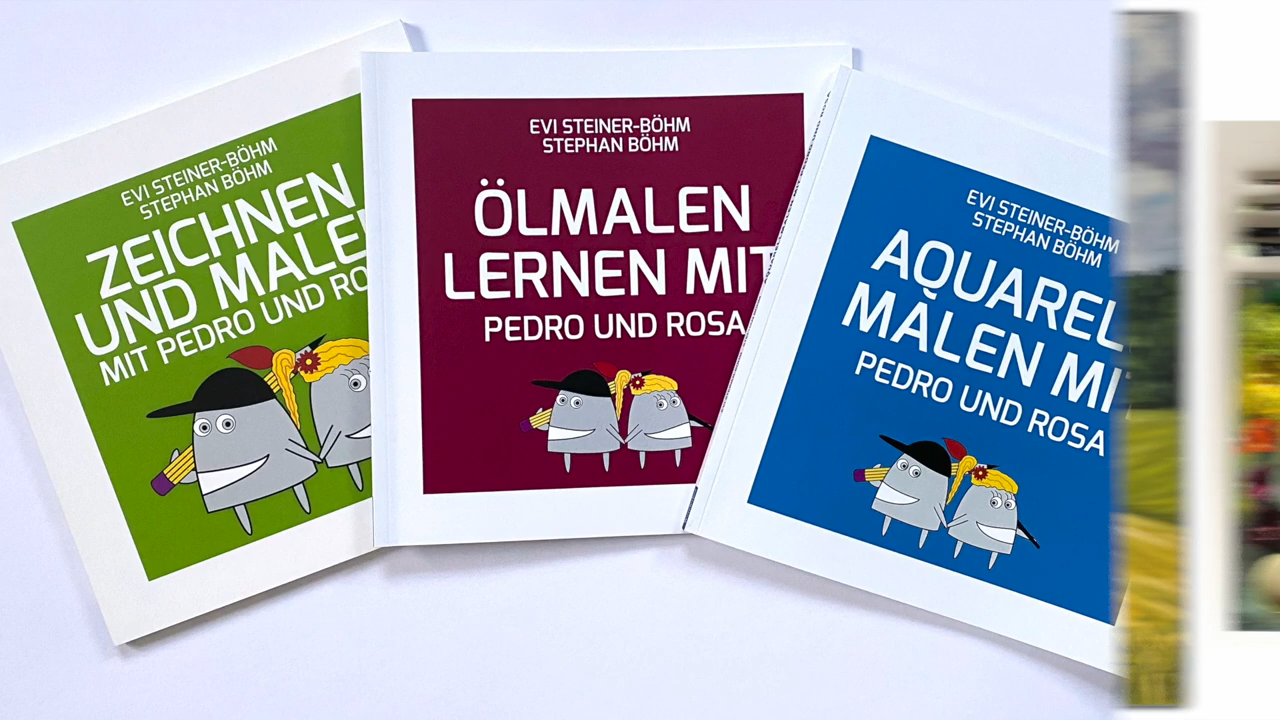 EVI STEINER-BÖHM
STEPHAN BÖHM
ZEICHNEN
UND MALE
MIT PEDRO UND RO
EVI STEINER-BÖHM
STEPHAN BÖHM
ÖLMALEN
LERNEN MIT
PEDRO UND ROSA
EVI STEINER-BÖHM
STEPHAN BÖHM
AQUAREL
MALEN MI
PEDRO UND ROSA